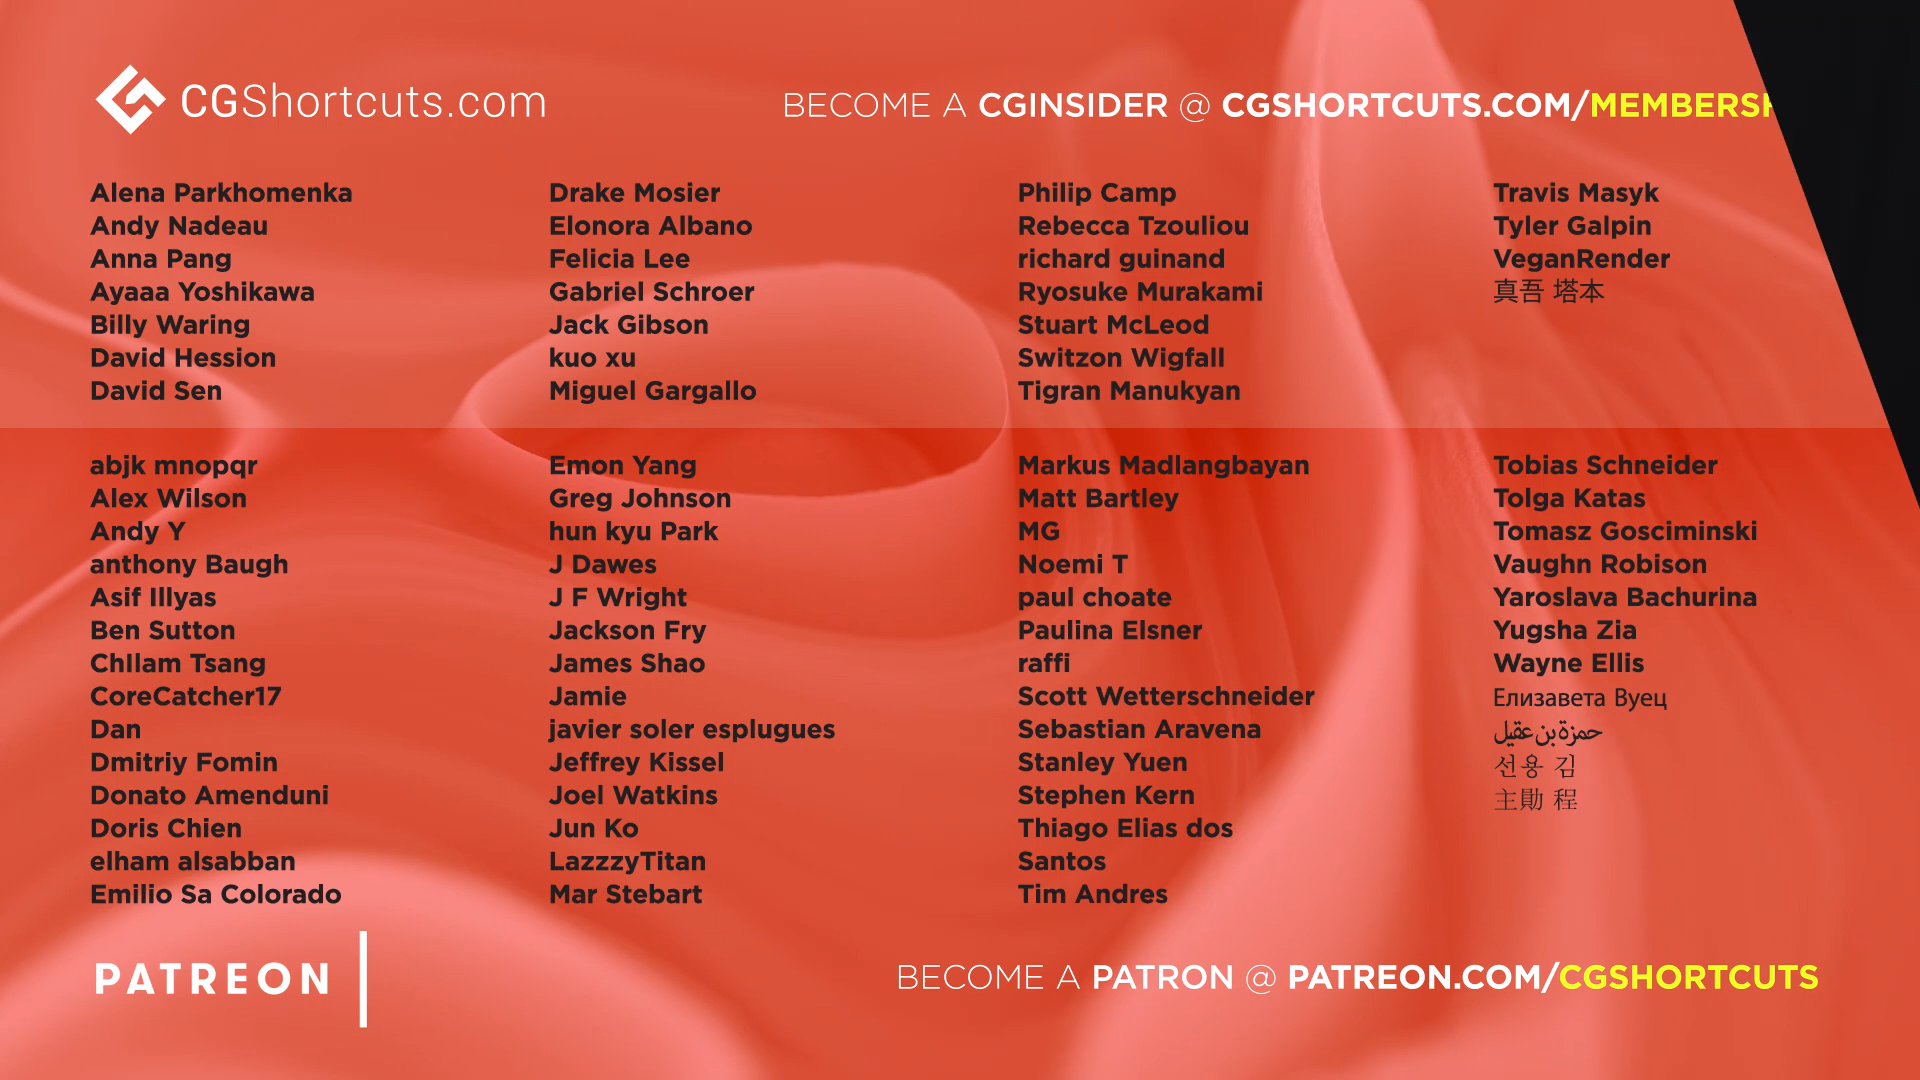 CGShortcuts.com
BECOME A CGINSIDER @ CGSHORTCUTS.COM/MEMBERSH
Alena Parkhomenka
Andy Nadeau
Anna Pang
Ayaaa Yoshikawa
Billy Waring
David Hession
David Sen
Drake Mosier
Elonora Albano
Felicia Lee
Gabriel Schroer
Jack Gibson
kuo xu
Miguel Gargallo
Philip Camp
Rebecca Tzouliou
richard guinand
Ryosuke Murakami
Stuart McLeod
Switzon Wigfall
Tigran Manukyan
Travis Masyk
Tyler Galpin
VeganRender
真吾 塔本
abjk mnopqr
Alex Wilson
Andy Y
anthony Baugh
Asif Illyas
Ben Sutton
ChIlam Tsang
CoreCatcher17
Dan
Dmitriy Fomin
Donato Amenduni
Doris Chien
elham alsabban
Emilio Sa Colorado
Emon Yang
Greg Johnson
hun kyu Park
J Dawes
J F Wright
Jackson Fry
James Shao
Jamie
javier soler esplugues
Jeffrey Kissel
Joel Watkins
Jun Ko
LazzzyTitan
Mar Stebart
Markus Madlangbayan
Matt Bartley
MG
Noemi T
paul choate
Paulina Elsner
raffi
Scott Wetterschneider
Sebastian Aravena
Stanley Yuen
Stephen Kern
Thiago Elias dos
Santos
Tim Andres
Tobias Schneider
Tolga Katas
Tomasz Gosciminski
Vaughn Robison
Yaroslava Bachurina
Yugsha Zia
Wayne Ellis
Елизавета Вуец
حمزة بن عقيل
선용 김
主勛 程
PATREON
BECOME A PATRON @ PATREON.COM/CGSHORTCUTS